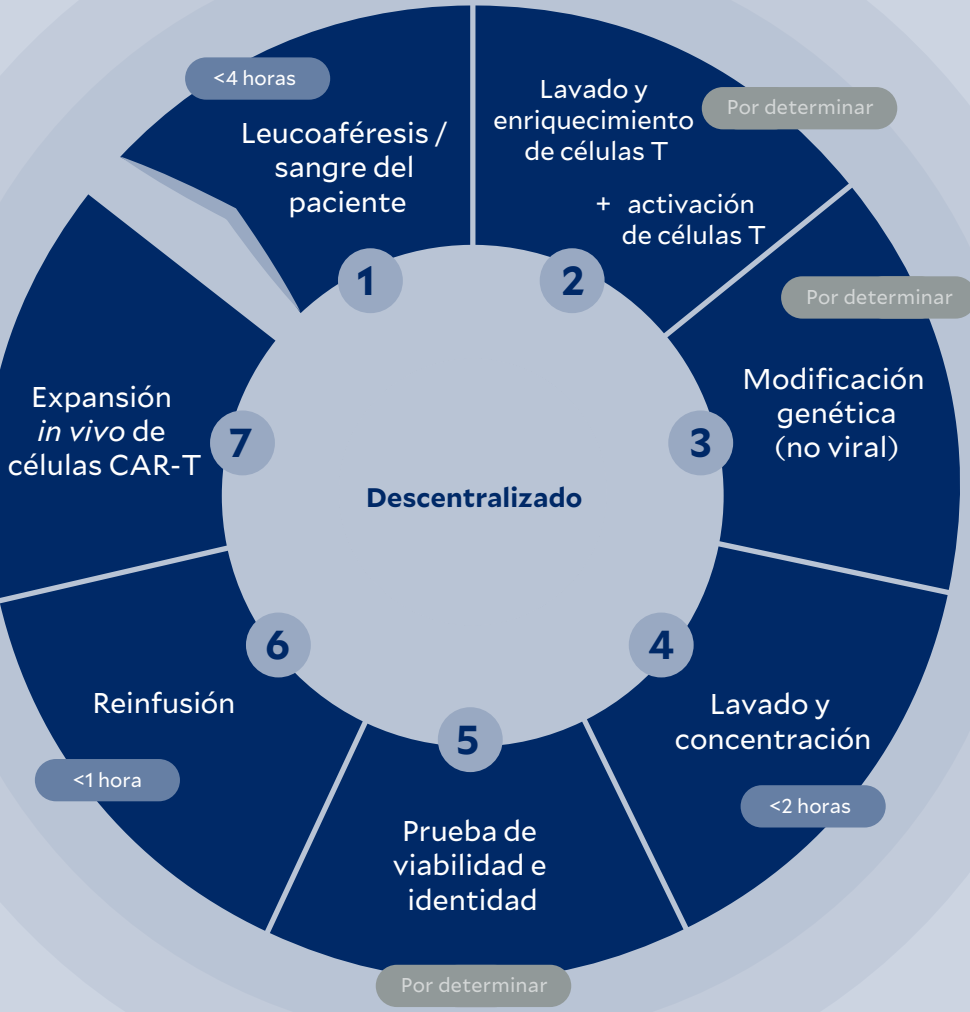 <4 horas
Leucoaféresis /
sangre del
paciente
1
Lavado y
enriquecimiento
de células T
+ activación
de células T
Por determinar
2
Por determinar
Modificación
genética
(no viral)
3
4
Lavado y
concentración
<2 horas
5
Prueba de
viabilidad e
identidad
Por determinar
6
Reinfusión
<1 hora
7
Expansión
in vivo de
células CAR-T
Descentralizado